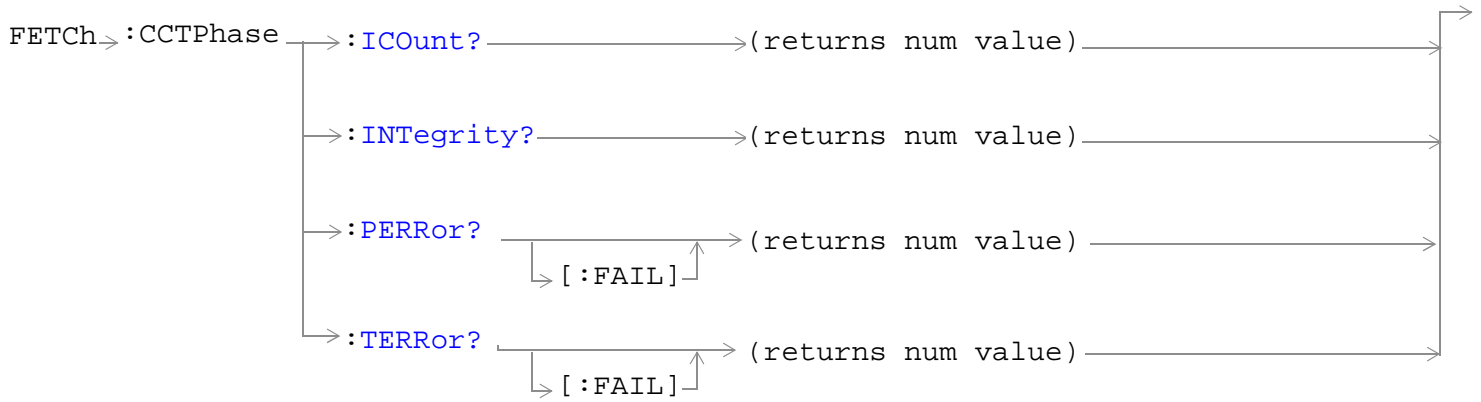 FETCh :CCTPhase :ICOunt? (returns num value)
:INTegrity? (returns num value)
:PERRor? (returns num value)
[:FAIL]
:TERRor? (returns num value)
[:FAIL]